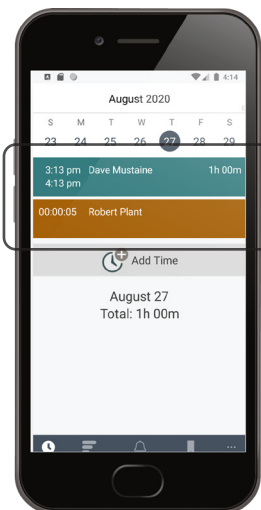 4:14
August 2020
S M T W T F S
23 24 25 26 27 28 29
3:13 pm Dave Mustaine 1h 00m
4:13 pm
00:00:05 Robert Plant
Add Time
August 27
Total: 1h 00m